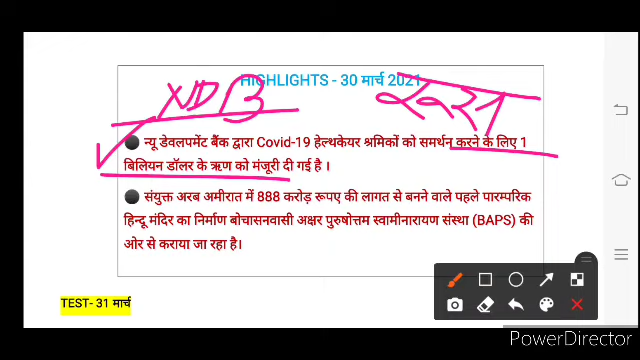 HIGHLIGHTS - 30 मार्च 2021
NDB
न्यू डेवलपमेंट बैंक द्वारा Covid-19 हेल्थकेयर श्रमिकों को समर्थन करने के लिए 1
बिलियन डॉलर के ऋण को मंजूरी दी गई है ।
संयुक्त अरब अमीरात में 888 करोड़ रूपए की लागत से बनने वाले पहले पारम्परिक
हिन्दू मंदिर का निर्माण बोचासनवासी अक्षर पुरुषोत्तम स्वामीनारायण संस्था (BAPS) की
ओर से कराया जा रहा है।
TEST- 31 मार्च
PowerDirector